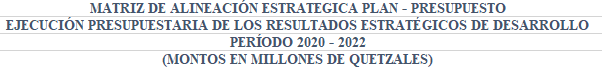 MATRIZ DE ALINEACIÓN ESTRATEGICA PLAN - PRESUPUESTO
EJECUCIÓN PRESUPUESTARIA DE LOS RESULTADOS ESTRATÉGICOS DE DESARROLLO
PERÍODO 2020 - 2022
(MONTOS EN MILLONES DE QUETZALES)